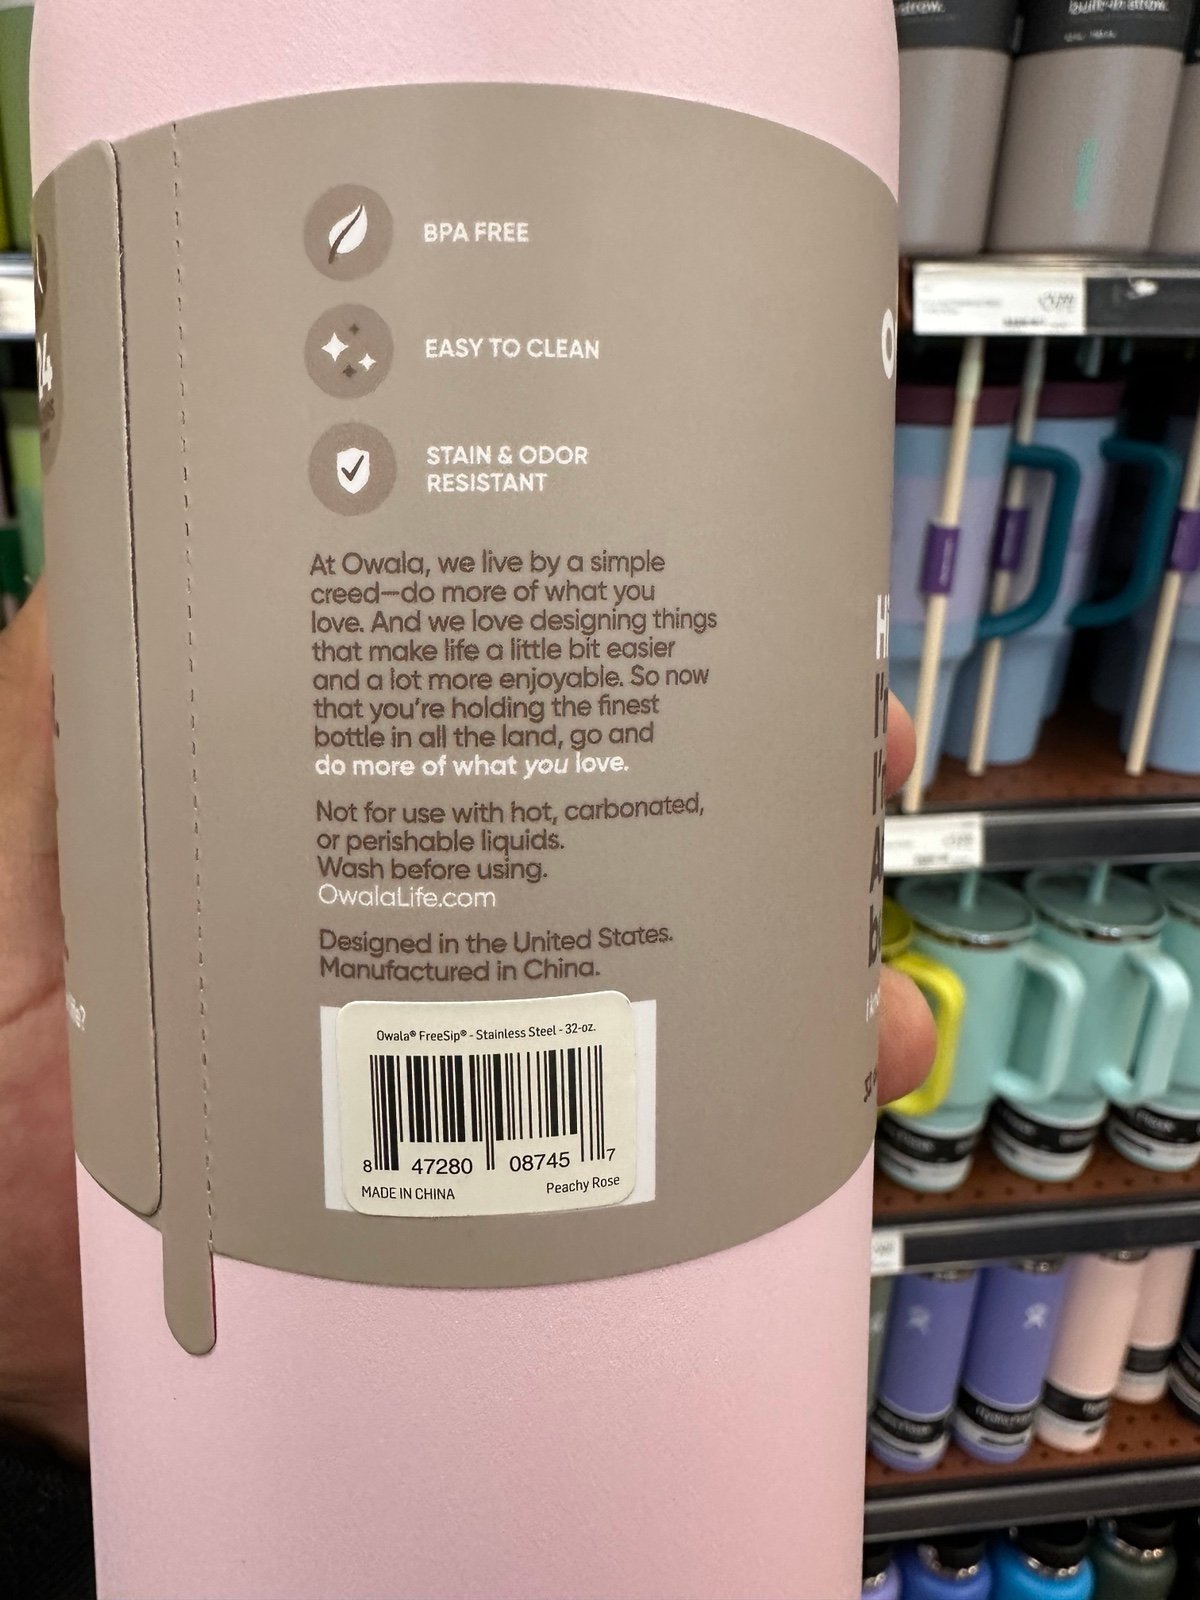 BPA FREE
EASY TO CLEAN
STAIN & ODOR
RESISTANT
At Owala, we live by a simple
creed—do more of what you
love. And we love designing things
that make life a little bit easier
and a lot more enjoyable. So now
that you're holding the finest
bottle in all the land, go and
do more of what you love.
Not for use with hot, carbonated,
or perishable liquids.
Wash before using.
OwalaLife.com
Designed in the United States.
Manufactured in China.
Owala® FreeSip® - Stainless Steel - 32-oz.
8 47280 08745 7
MADE IN CHINA
Peachy Rose
built-in straw.
straw.